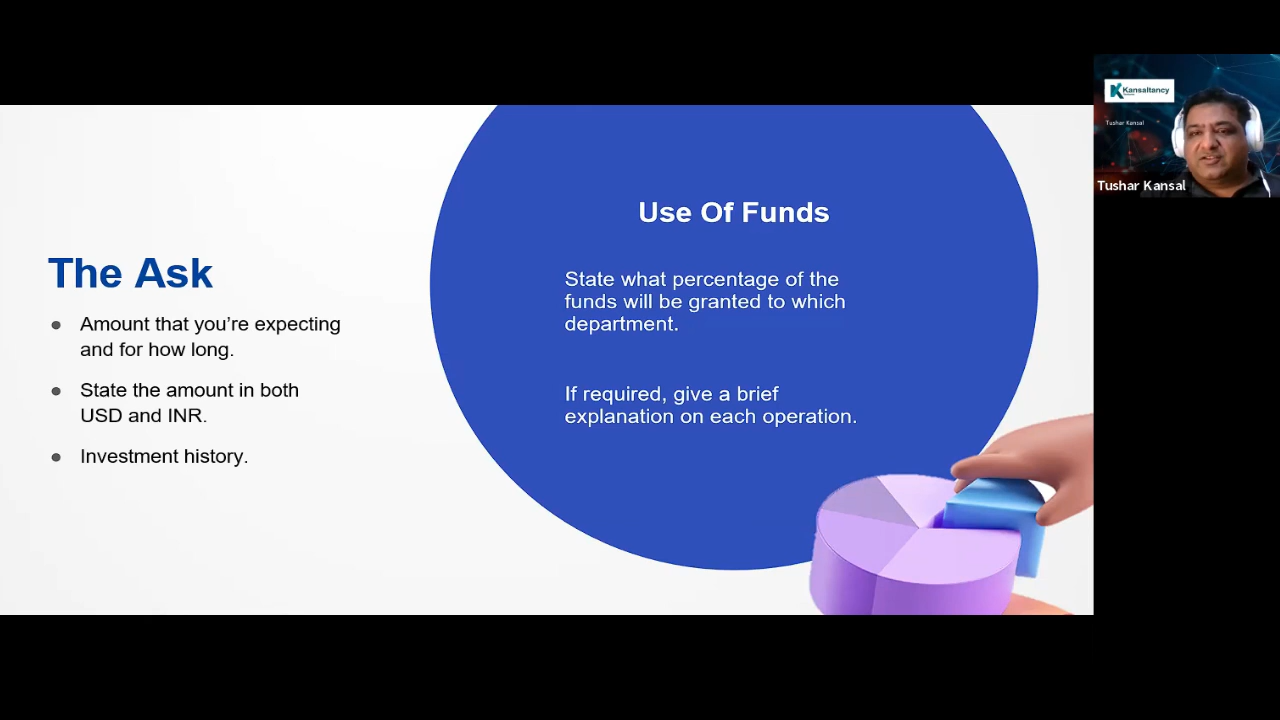 The Ask
● Amount that you're expecting
and for how long.
● State the amount in both
USD and INR.
● Investment history.
Use Of Funds
State what percentage of the
funds will be granted to which
department.
If required, give a brief
explanation on each operation.
Kansaltancy
Tushar Kansal
Tushar Kansal